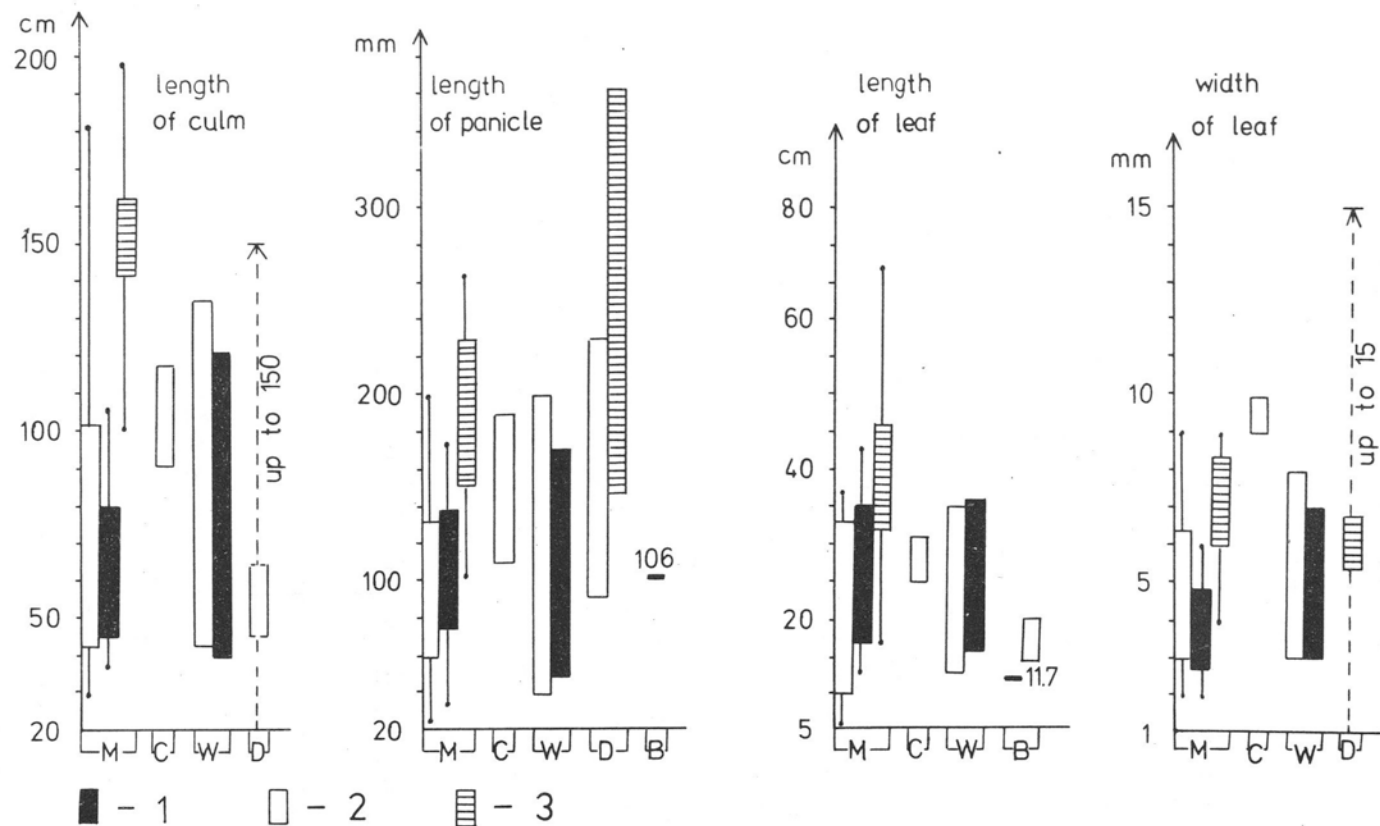 cm
200
150
100
50
20
length
of culm
up to 150
M C W D
mm
300
200
100
20
length
of panicle
106
M C W D B
cm
80
60
40
20
5
length
of leaf
11.7
M C W B
mm
15
10
5
1
width
of leaf
up to 15
M C W D
- 1 - 2 - 3